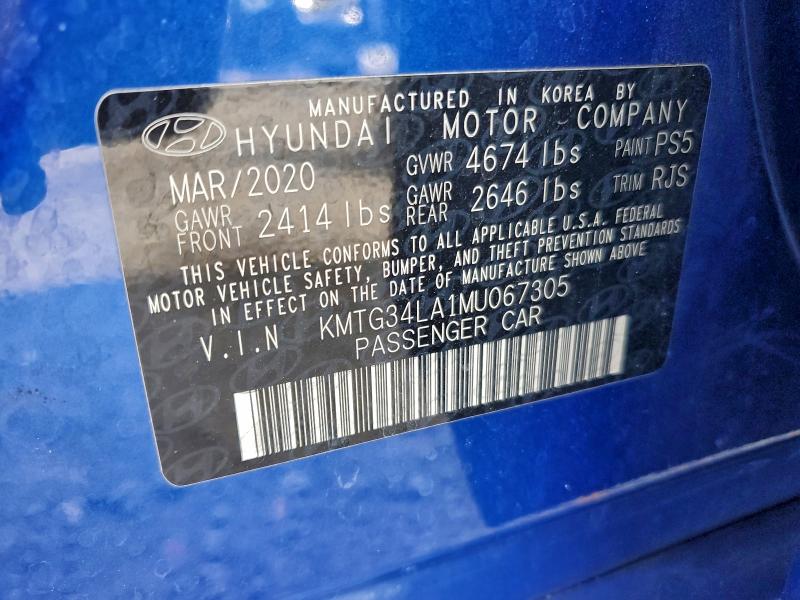 MANUFACTURED IN KOREA BY
HYUNDAI MOTOR COMPANY
MAR/2020 GVWR 4674 lbs PAINT PS5
GAWR FRONT 2414 lbs GAWR REAR 2646 lbs TRIM RJS
THIS VEHICLE CONFORMS TO ALL APPLICABLE U.S.A. FEDERAL
MOTOR VEHICLE SAFETY, BUMPER, AND THEFT PREVENTION STANDARDS
IN EFFECT ON THE DATE OF MANUFACTURE SHOWN ABOVE
V.I.N KMTG34LA1MU067305
PASSENGER CAR